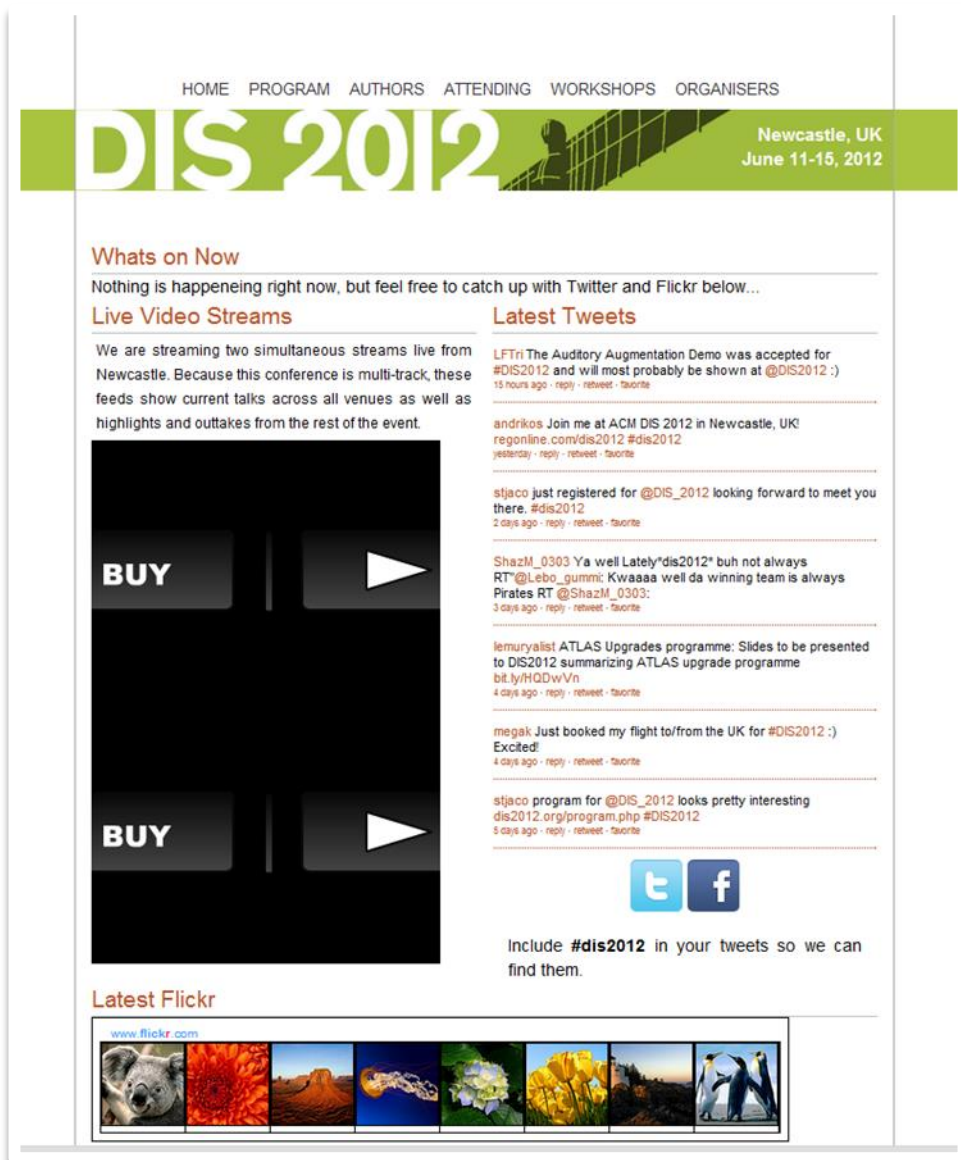 HOME PROGRAM AUTHORS ATTENDING WORKSHOPS ORGANISERS
DIS 2012
Newcastle, UK
June 11-15, 2012
Whats on Now
Nothing is happeneing right now, but feel free to catch up with Twitter and Flickr below...
Live Video Streams
We are streaming two simultaneous streams live from
Newcastle. Because this conference is multi-track, these
feeds show current talks across all venues as well as
highlights and outtakes from the rest of the event.
BUY
BUY
Latest Tweets
LFTri The Auditory Augmentation Demo was accepted for
#DIS2012 and will most probably be shown at @DIS2012 :)
15 hours ago · reply · retweet · favorite
andrikos Join me at ACM DIS 2012 in Newcastle, UK!
regonline.com/dis2012 #dis2012
yesterday · reply · retweet · favorite
stjaco just registered for @DIS_2012 looking forward to meet you
there. #dis2012
2 days ago · reply · retweet · favorite
ShazM_0303 Ya well Lately*dis2012* buh not always
RT"@Lebo_gummi: Kwaaaa well da winning team is always
Pirates RT @ShazM_0303:
3 days ago · reply · retweet · favorite
lemuryalist ATLAS Upgrades programme: Slides to be presented
to DIS2012 summarizing ATLAS upgrade programme
bit.ly/HQDwVn
4 days ago · reply · retweet · favorite
megak Just booked my flight to/from the UK for #DIS2012 :)
Excited!
4 days ago · reply · retweet · favorite
stjaco program for @DIS_2012 looks pretty interesting
dis2012.org/program.php #DIS2012
5 days ago · reply · retweet · favorite
t f
Include #dis2012 in your tweets so we can
find them.
Latest Flickr
www.flickr.com